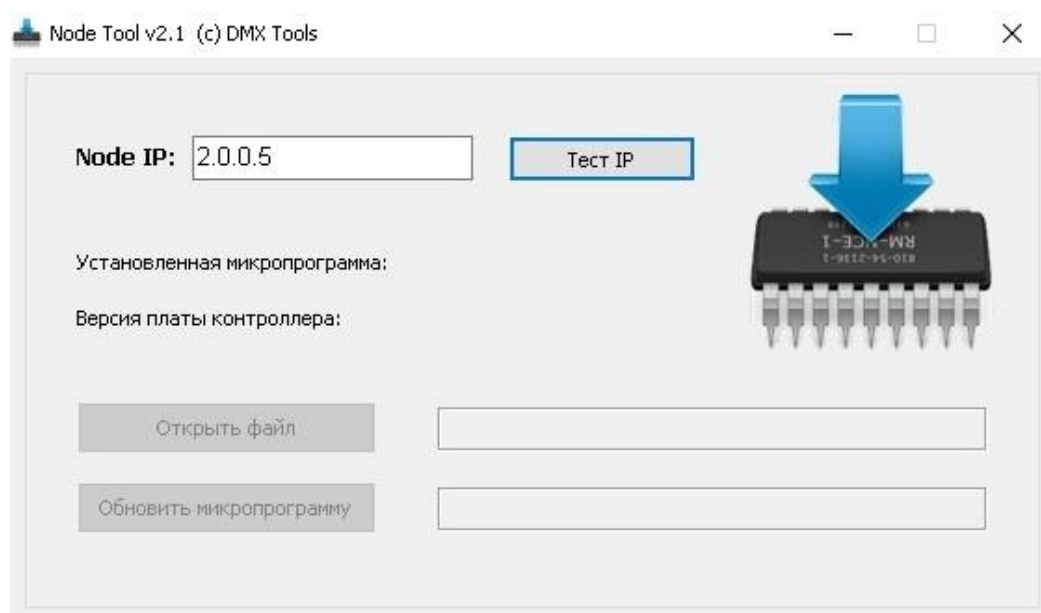 Node Tool v2.1 (c) DMX Tools
Node IP: 2.0.0.5 Тест IP
Установленная микропрограмма:
Версия платы контроллера:
Открыть файл
Обновить микропрограмму